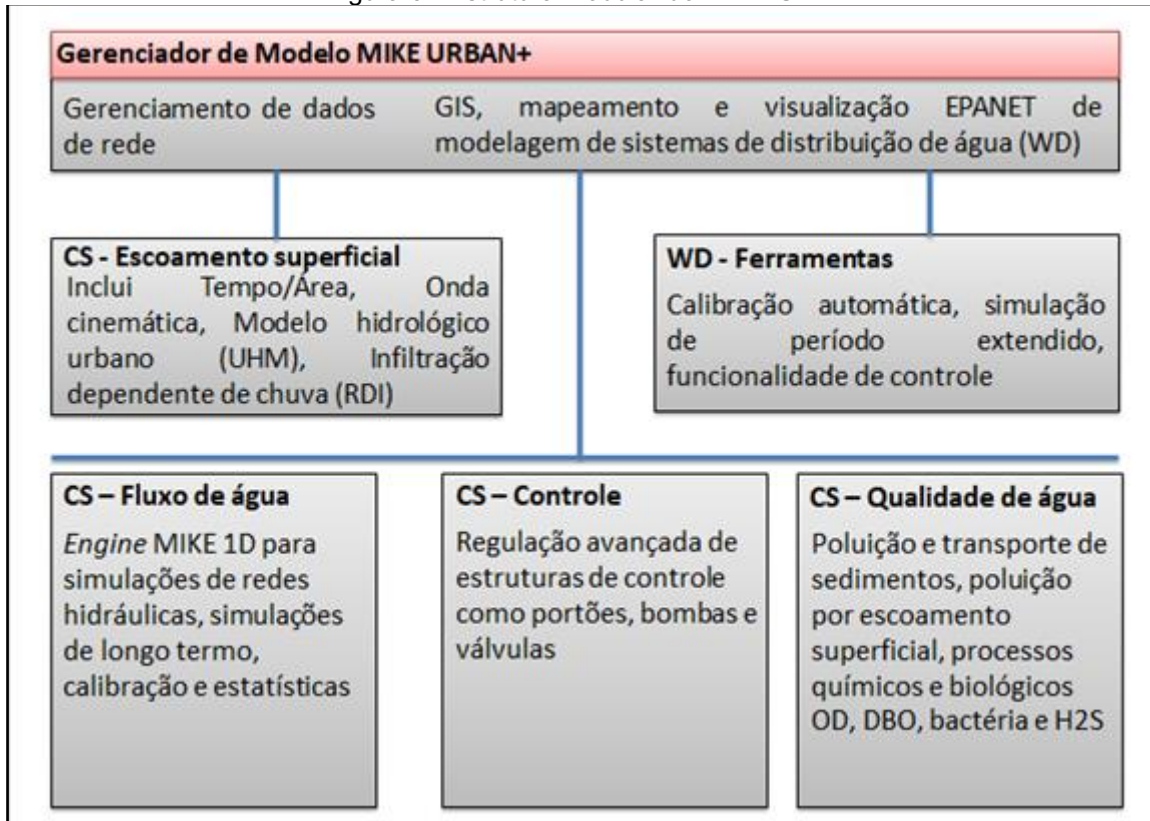 Gerenciador de Modelo MIKE URBAN+
Gerenciamento de dados
de rede
GIS, mapeamento e visualização EPANET de
modelagem de sistemas de distribuição de água (WD)
CS - Escoamento superficial
Inclui Tempo/Área, Onda
cinemática, Modelo hidrológico
urbano (UHM), Infiltração
dependente de chuva (RDI)
WD - Ferramentas
Calibração automática, simulação
de período extendido,
funcionalidade de controle
CS – Fluxo de água
Engine MIKE 1D para
simulações de redes
hidráulicas, simulações
de longo termo,
calibração e estatísticas
CS – Controle
Regulação avançada de
estruturas de controle
como portões, bombas e
válvulas
CS – Qualidade de água
Poluição e transporte de
sedimentos, poluição
por escoamento
superficial, processos
químicos e biológicos
OD, DBO, bactéria e H2S